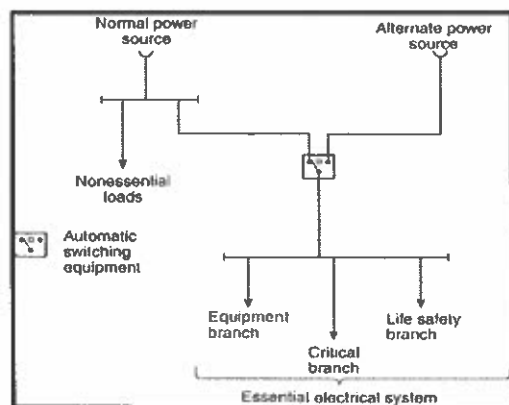 Normal power
source
Alternate power
source
Nonessential
loads
Automatic
switching
equipment
Equipment
branch
Critical
branch
Life safety
branch
Essential electrical system